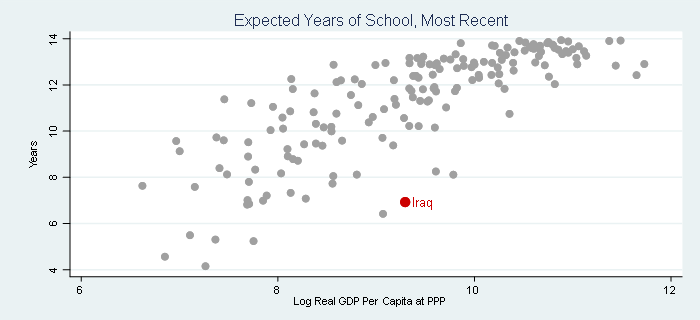 Expected Years of School, Most Recent
14
12
10
8
6
4
Years
Iraq
6
8
10
12
Log Real GDP Per Capita at PPP